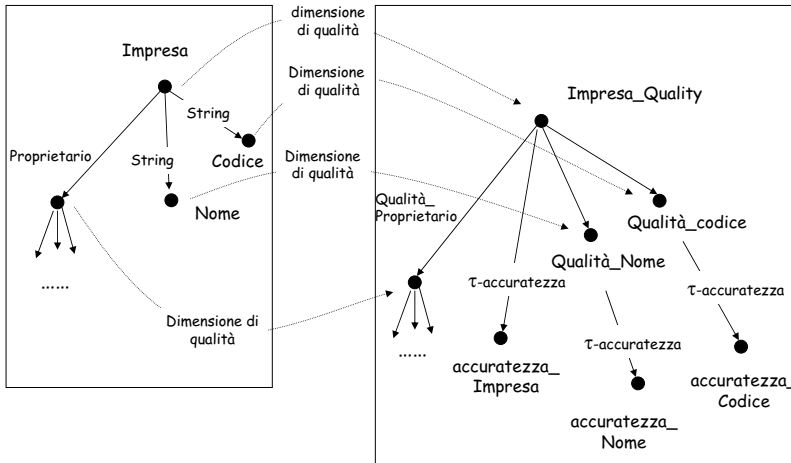 dimensione
di qualità
Impresa
Dimensione
di qualità
Impresa_Quality
String
Proprietario
String
Codice
Dimensione
di qualità
Nome
Qualità_
Proprietario
Qualità_codice
Qualità_Nome
τ-accuratezza
τ-accuratezza
......
Dimensione di
qualità
τ-accuratezza
......
accuratezza_
Impresa
accuratezza_
Codice
accuratezza_
Nome